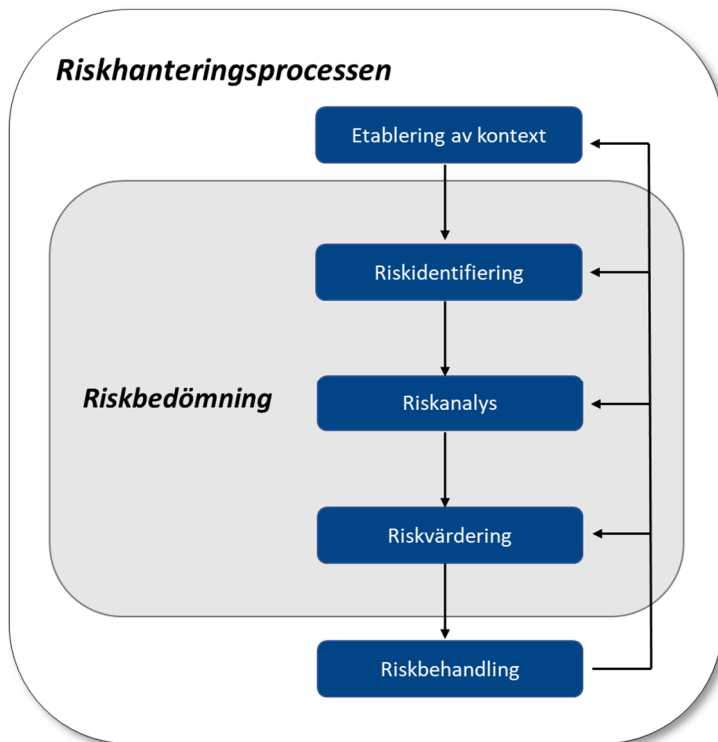 Riskhanteringsprocessen
Etablering av kontext
Riskidentifiering
Riskbedömning
Riskanalys
Riskvärdering
Riskbehandling